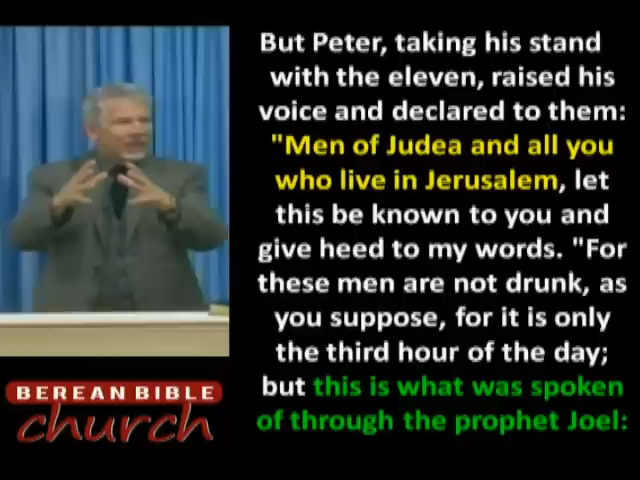 But Peter, taking his stand
with the eleven, raised his
voice and declared to them:
"Men of Judea and all you
who live in Jerusalem, let
this be known to you and
give heed to my words. "For
these men are not drunk, as
you suppose, for it is only
the third hour of the day;
but this is what was spoken
of through the prophet Joel:
BEREAN BIBLE
church